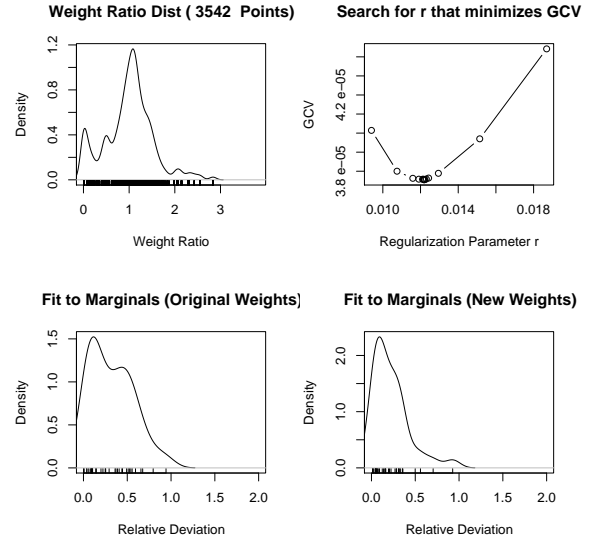 Weight Ratio Dist ( 3542 Points)
Density
0.0 0.4 0.8 1.2
0 1 2 3
Weight Ratio
Search for r that minimizes GCV
GCV
3.8 e−05 4.2 e−05
0.010 0.014 0.018
Regularization Parameter r
Fit to Marginals (Original Weights)
Density
0.0 0.5 1.0 1.5
0.0 0.5 1.0 1.5 2.0
Relative Deviation
Fit to Marginals (New Weights)
Density
0.0 1.0 2.0
0.0 0.5 1.0 1.5 2.0
Relative Deviation